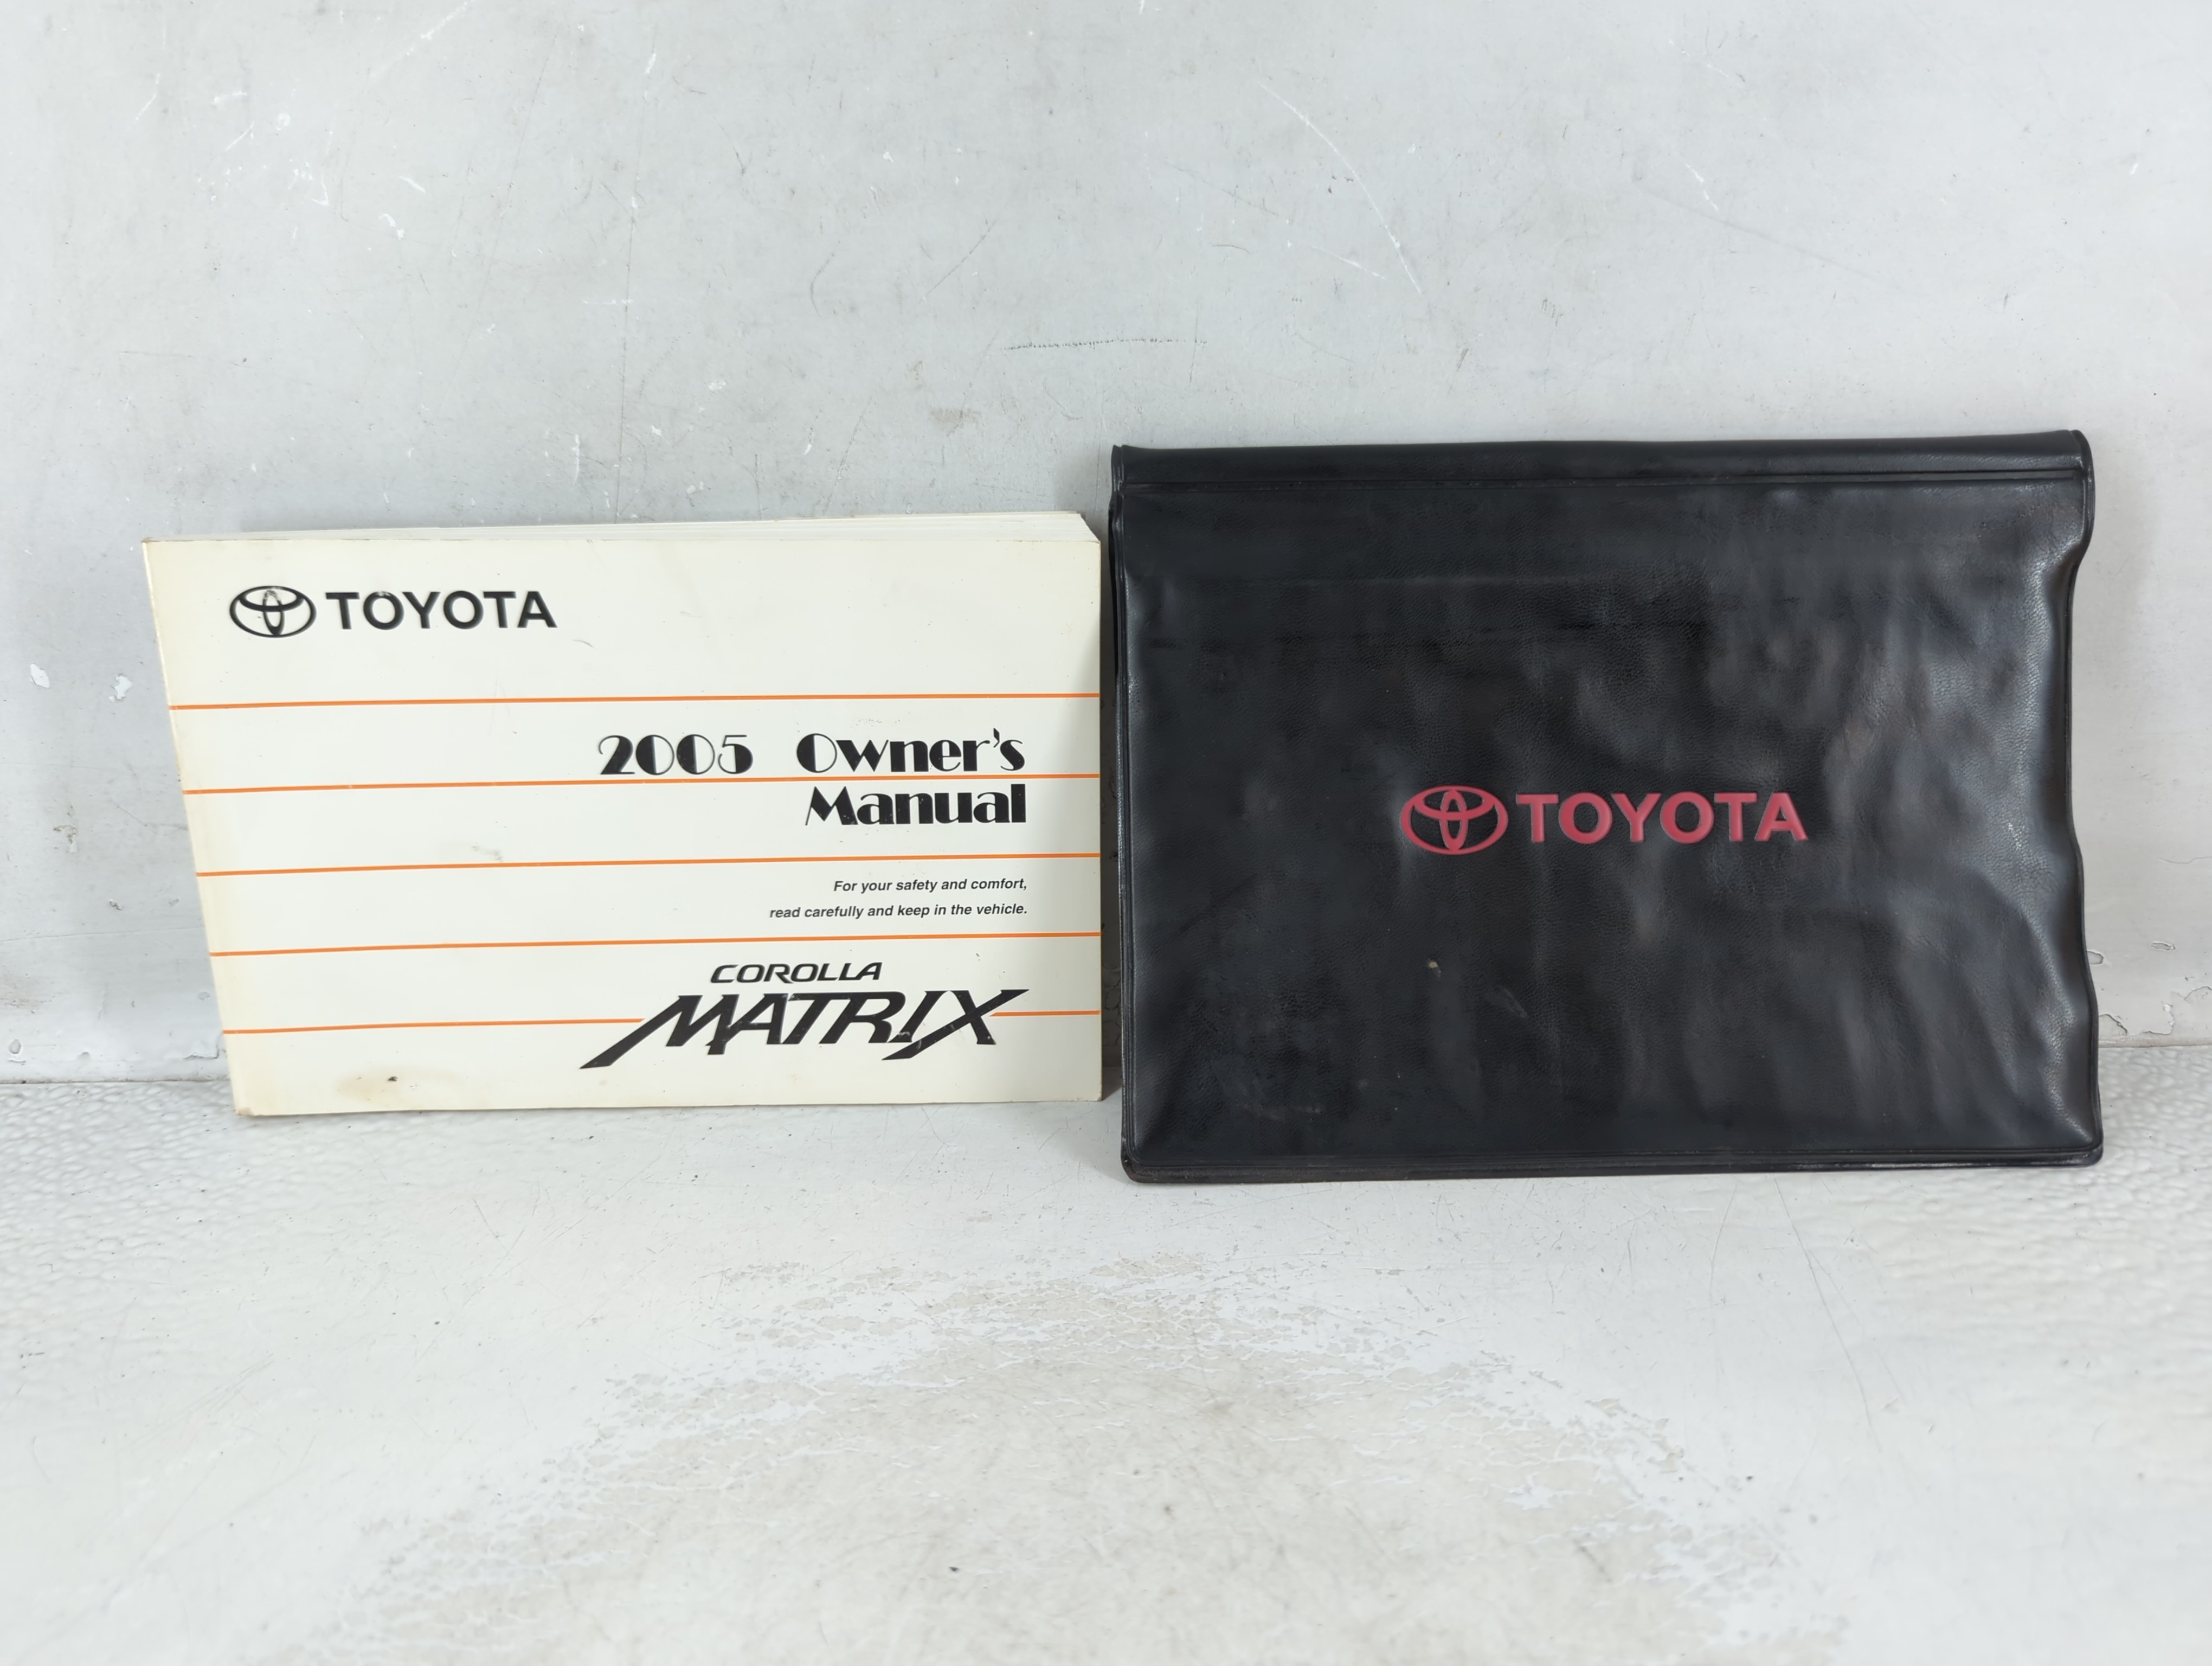 TOYOTA
2005 Owner's
Manual
For your safety and comfort,
read carefully and keep in the vehicle.
COROLLA
MATRIX
TOYOTA